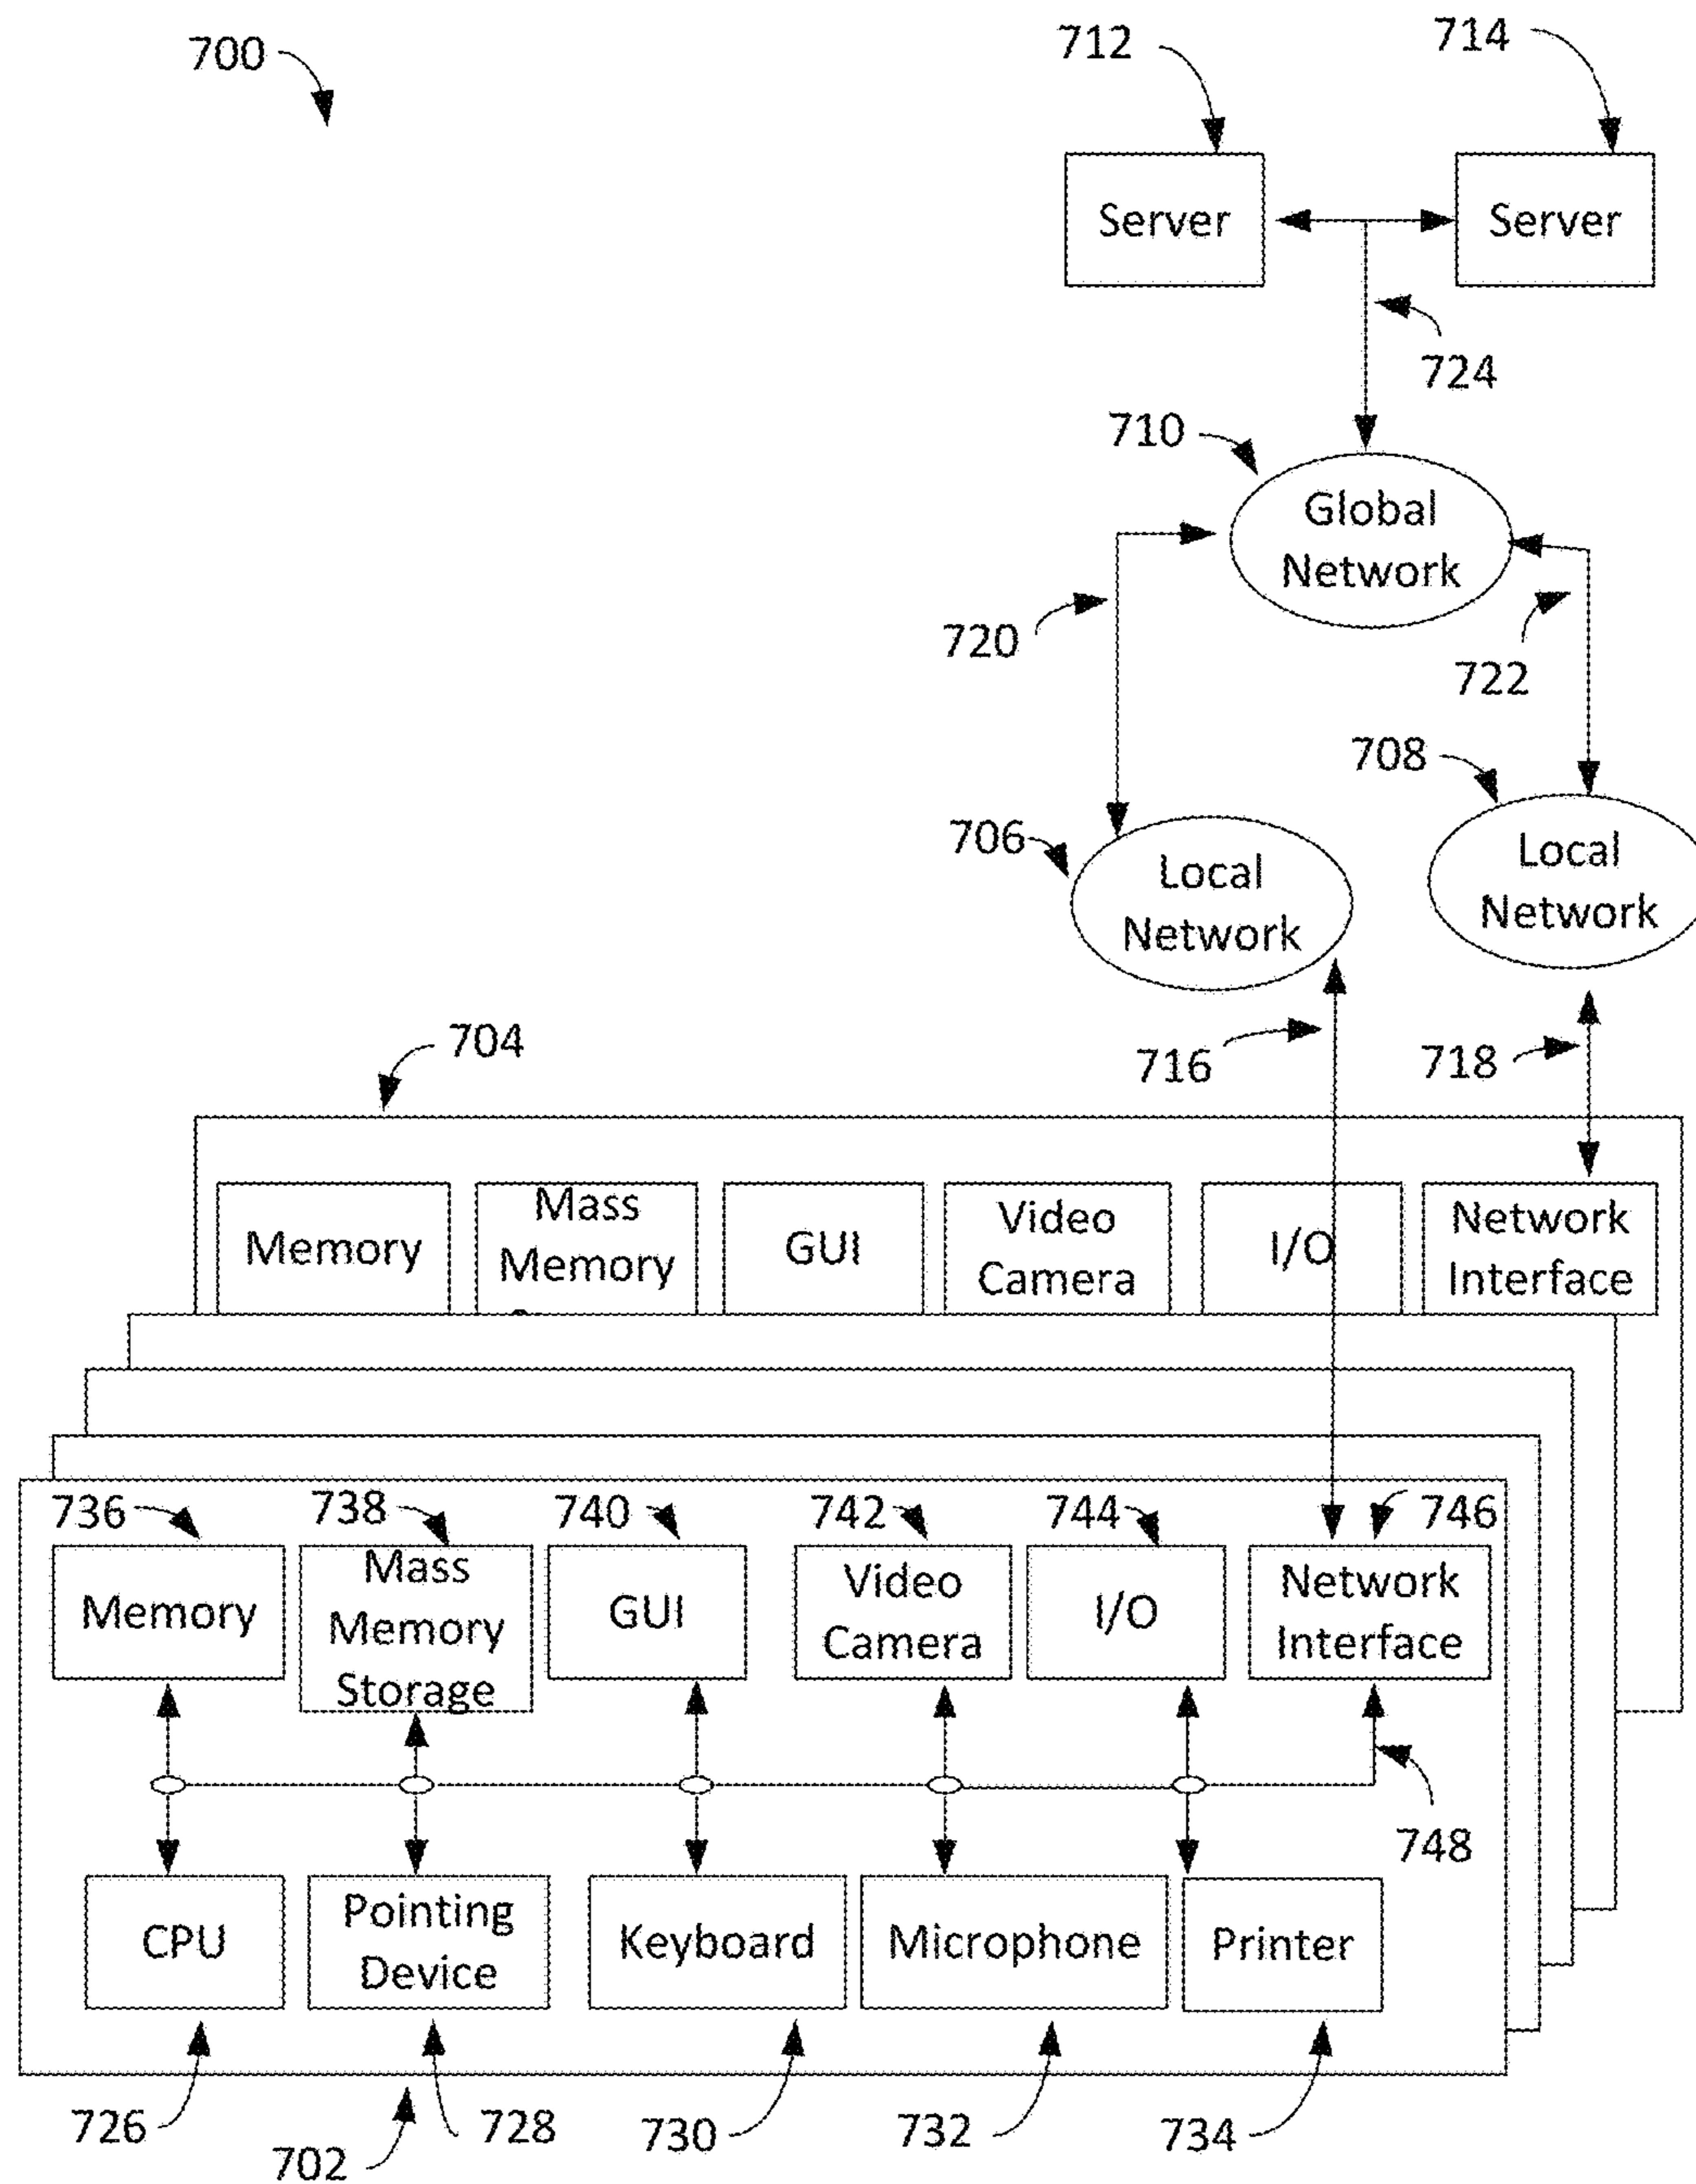 700
712
714
Server
Server
724
710
Global
Network
720
722
708
706
Local
Network
Local
Network
704
716
718
Memory
Mass
Memory
GUI
Video
Camera
I/O
Network
Interface
736
738
740
742
744
746
Memory
Mass
Memory
Storage
GUI
Video
Camera
I/O
Network
Interface
748
CPU
Pointing
Device
Keyboard
Microphone
Printer
726
702
728
730
732
734